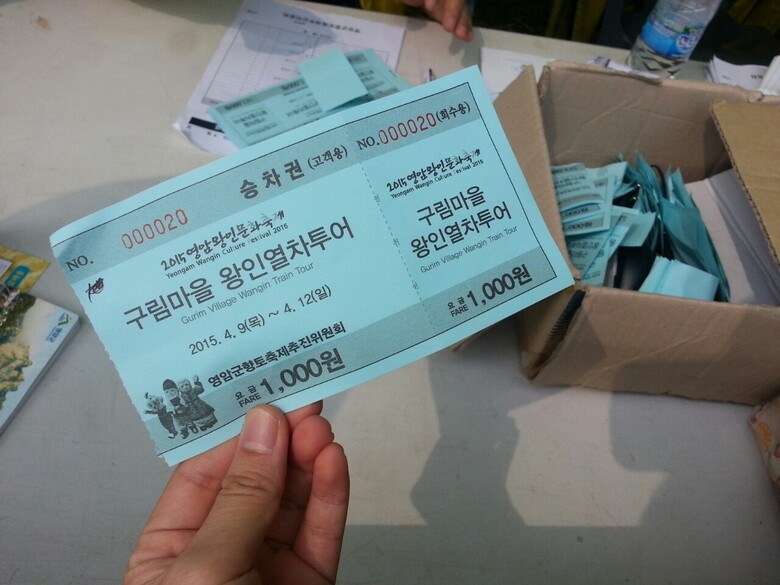 승차권 (고객용)
NO. 000020
2015 영암왕인문화축제
Yeongam Wangin Culture Festival 2015
구림마을 왕인열차투어
Gurim Village Wangin Train Tour
2015. 4. 9(목) ~ 4. 12(일)
영암군향토축제추진위원회
요금
FARE 1,000원
NO. 000020 (회수용)
2015 영암왕인문화축제
Yeongam Wangin Culture Festival 2015
구림마을
왕인열차투어
Gurim Village Wangin Train Tour
요금
FARE 1,000원